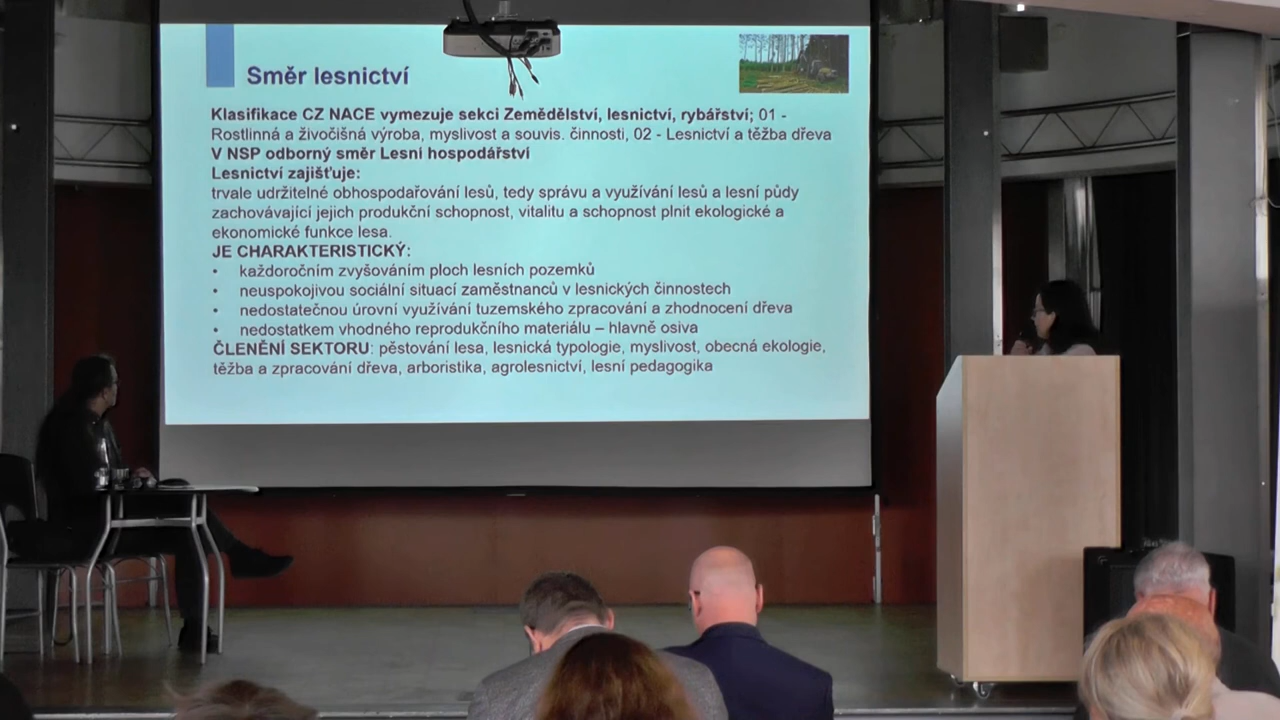 Směr lesnictví
Klasifikace CZ NACE vymezuje sekci Zemědělství, lesnictví, rybářství; 01 -
Rostlinná a živočišná výroba, myslivost a souvis. činnosti, 02 - Lesnictví a těžba dřeva
V NSP odborný směr Lesní hospodářství
Lesnictví zajišťuje:
trvale udržitelné obhospodařování lesů, tedy správu a využívání lesů a lesní půdy
zachovávající jejich produkční schopnost, vitalitu a schopnost plnit ekologické a
ekonomické funkce lesa.
JE CHARAKTERISTICKÝ:
• každoročním zvyšováním ploch lesních pozemků
• neuspokojivou sociální situací zaměstnanců v lesnických činnostech
• nedostatečnou úrovní využívání tuzemského zpracování a zhodnocení dřeva
• nedostatkem vhodného reprodukčního materiálu – hlavně osiva
ČLENĚNÍ SEKTORU: pěstování lesa, lesnická typologie, myslivost, obecná ekologie,
těžba a zpracování dřeva, arboristika, agrolesnictví, lesní pedagogika